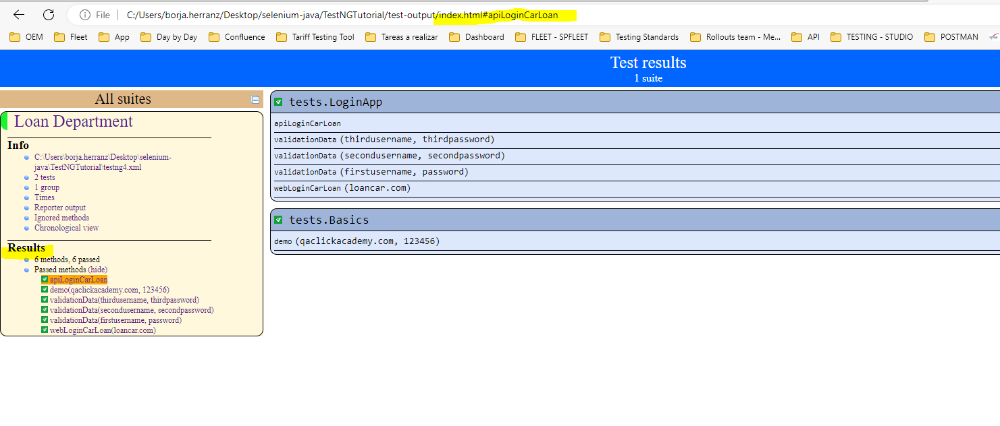 File C:/Users/borja.herranz/Desktop/selenium-java/TestNGTutorial/test-output/index.html#apiLoginCarLoan
OEM Fleet App Day by Day Confluence Tariff Testing Tool Tareas a realizar Dashboard FLEET - SPFLEET Testing Standards Rollouts team - Me... API TESTING - STUDIO POSTMAN
Test results
1 suite
All suites
Loan Department
Info
C:\Users\borja.herranz\Desktop\selenium-
java\TestNGTutorial\testng4.xml
2 tests
1 group
Times
Reporter output
Ignored methods
Chronological view
Results
6 methods, 6 passed
Passed methods (hide)
apiLoginCarLoan
demo(qaclickacademy.com, 123456)
validationData(thirdusername, thirdpassword)
validationData(secondusername, secondpassword)
validationData(firstusername, password)
webLoginCarLoan(loancar.com)
tests.LoginApp
apiLoginCarLoan
validationData (thirdusername, thirdpassword)
validationData (secondusername, secondpassword)
validationData (firstusername, password)
webLoginCarLoan (loancar.com)
tests.Basics
demo (qaclickacademy.com, 123456)